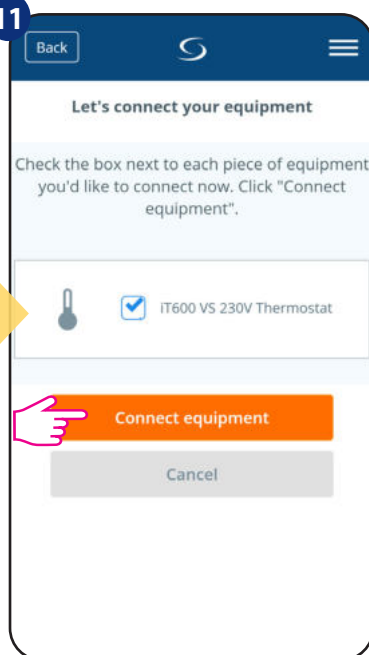 11
Back
Let's connect your equipment
Check the box next to each piece of equipment
you'd like to connect now. Click "Connect
equipment".
iT600 VS 230V Thermostat
Connect equipment
Cancel